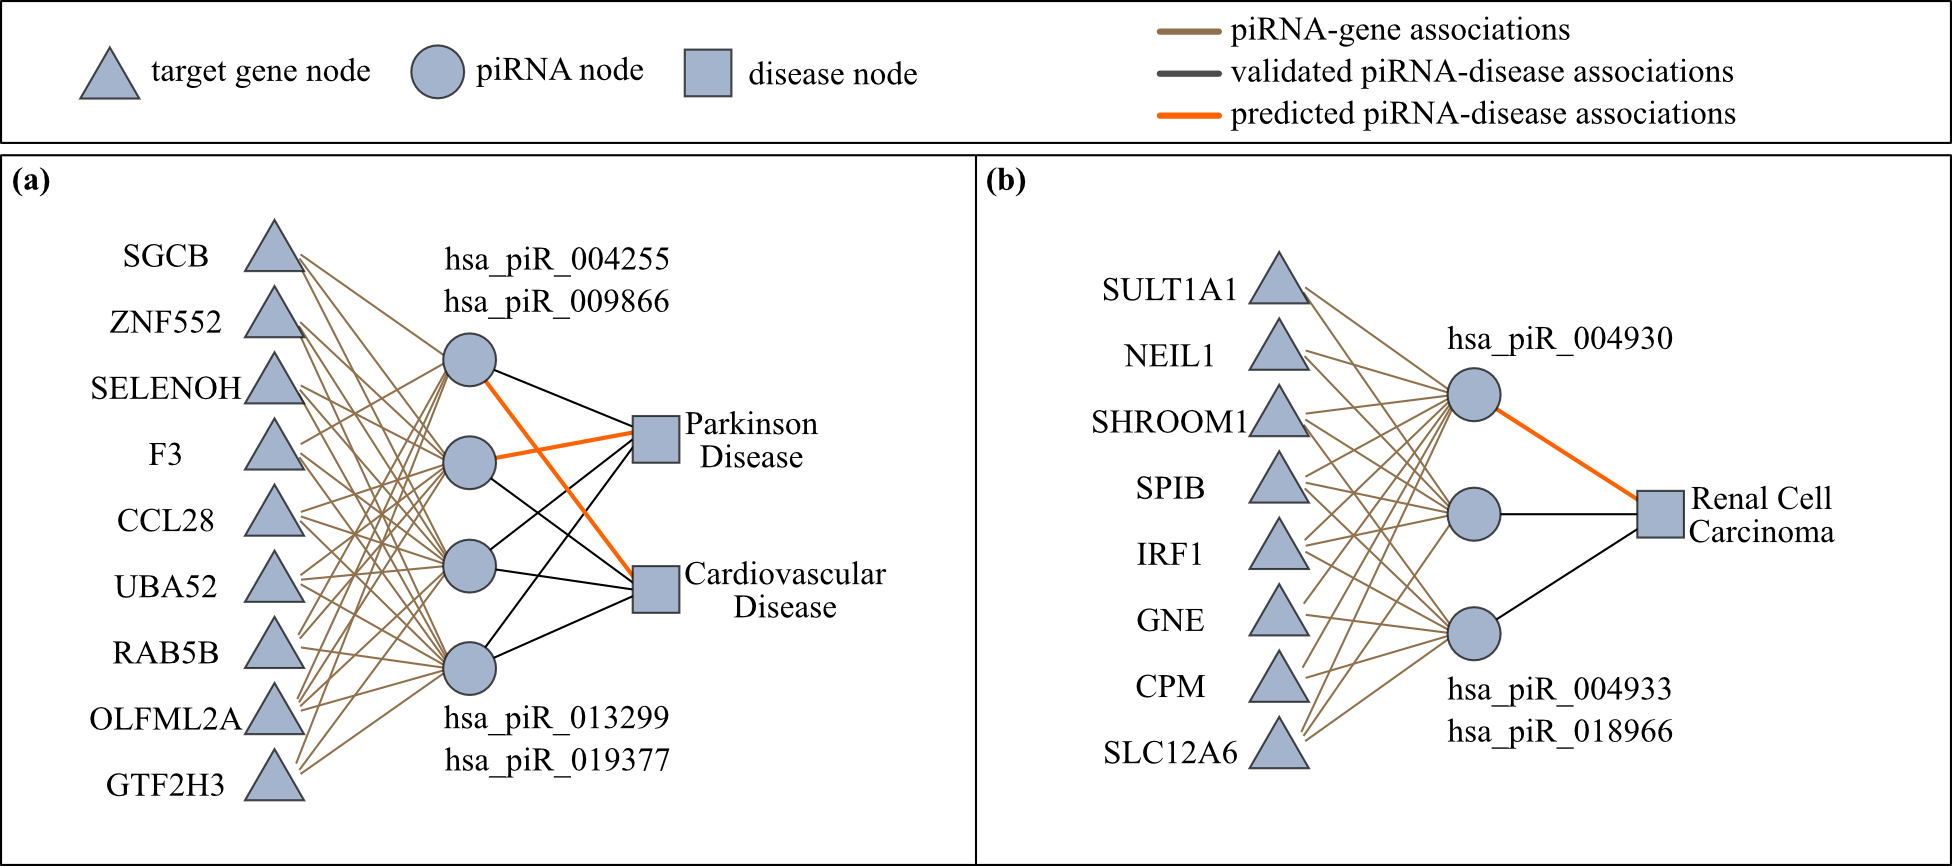 target gene node
piRNA node
disease node
piRNA-gene associations
validated piRNA-disease associations
predicted piRNA-disease associations
(a)
SGCB
ZNF552
SELENOH
F3
CCL28
UBA52
RAB5B
OLFML2A
GTF2H3
hsa_piR_004255
hsa_piR_009866
hsa_piR_013299
hsa_piR_019377
Parkinson
Disease
Cardiovascular
Disease
(b)
SULT1A1
NEIL1
SHROOM1
SPIB
IRF1
GNE
CPM
SLC12A6
hsa_piR_004930
hsa_piR_004933
hsa_piR_018966
Renal Cell
Carcinoma